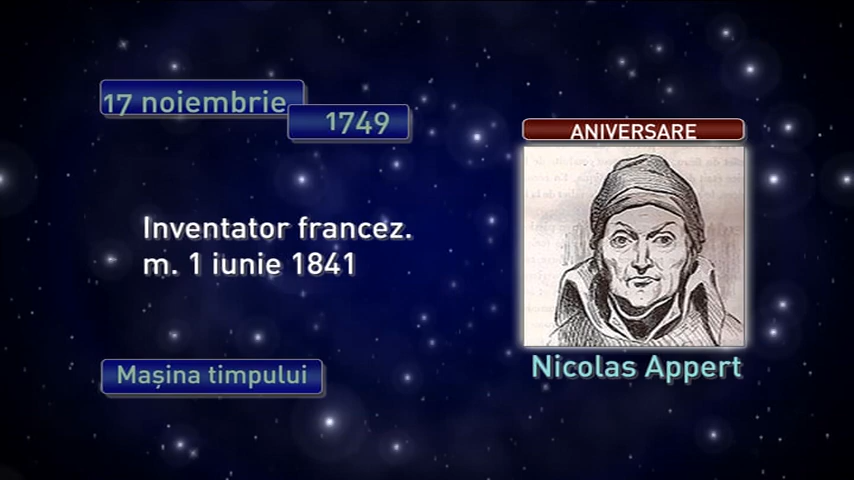 17 noiembrie
1749
Inventator francez.
m. 1 iunie 1841
Mașina timpului
ANIVERSARE
Nicolas Appert